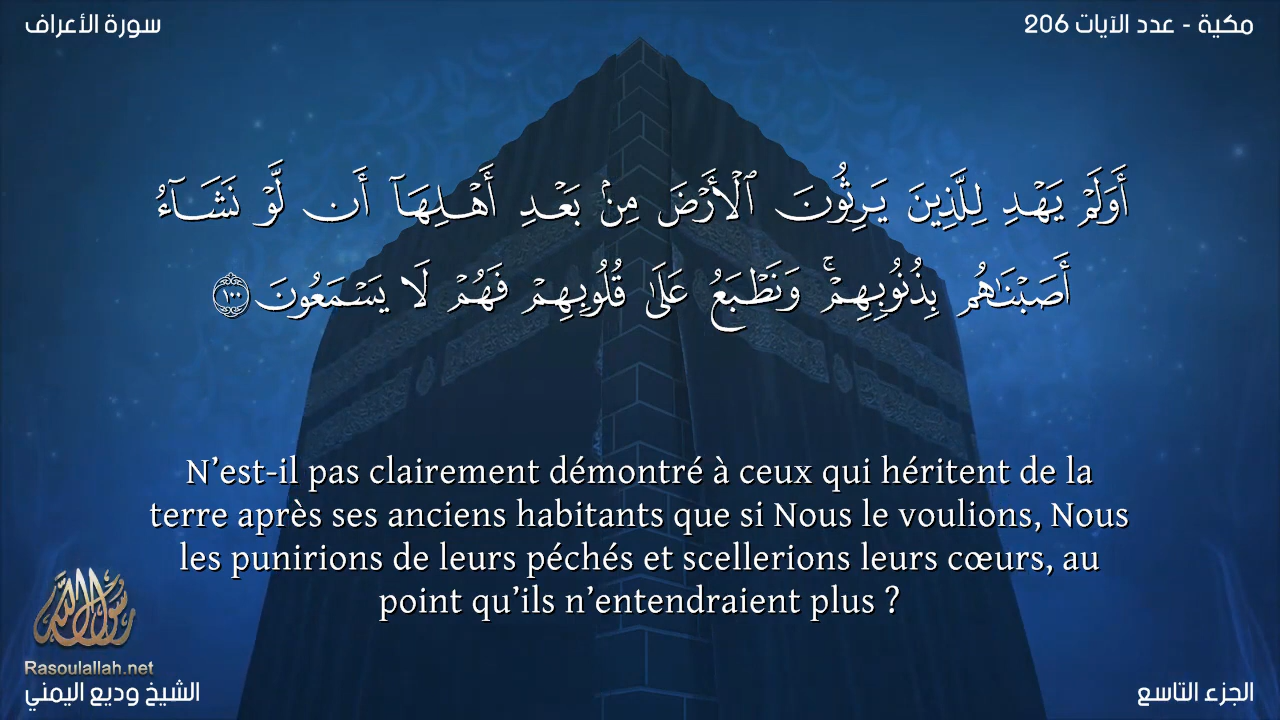 سورة الأعراف
مكية - عدد الآيات 206
أَوَلَمْ يَهْدِ لِلَّذِينَ يَرِثُونَ ٱلْأَرْضَ مِنۢ بَعْدِ أَهْلِهَآ أَن لَّوْ نَشَآءُ
أَصَبْنَـٰهُم بِذُنُوبِهِمْ ۚ وَنَطْبَعُ عَلَىٰ قُلُوبِهِمْ فَهُمْ لَا يَسْمَعُونَ ١٠٠
N’est-il pas clairement démontré à ceux qui héritent de la
terre après ses anciens habitants que si Nous le voulions, Nous
les punirions de leurs péchés et scellerions leurs cœurs, au
point qu’ils n’entendraient plus ?
رسول الله
Rasoulallah.net
الشيخ وديع اليمني
الجزء التاسع